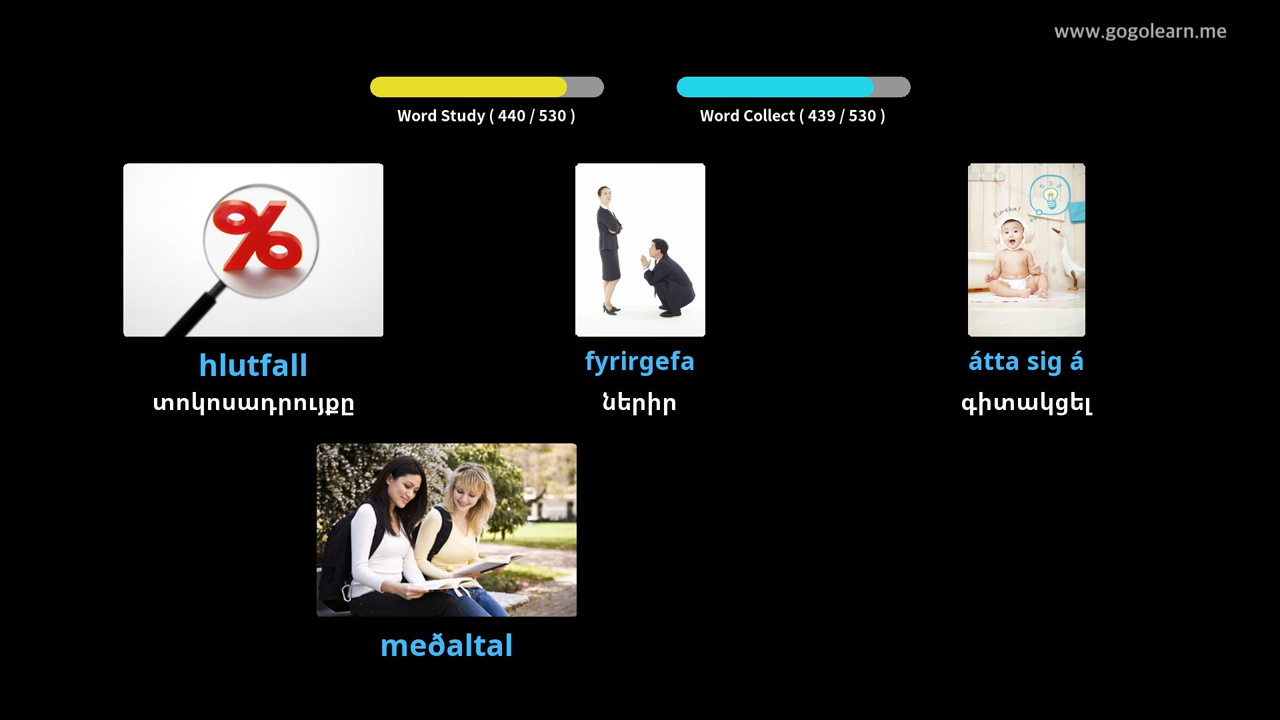 www.gogolearn.me
Word Study ( 440 / 530 )
Word Collect ( 439 / 530 )
Eureka!
hlutfall
fyrirgefa
átta sig á
տոկոսադրույքը
ներիր
գիտակցել
meðaltal